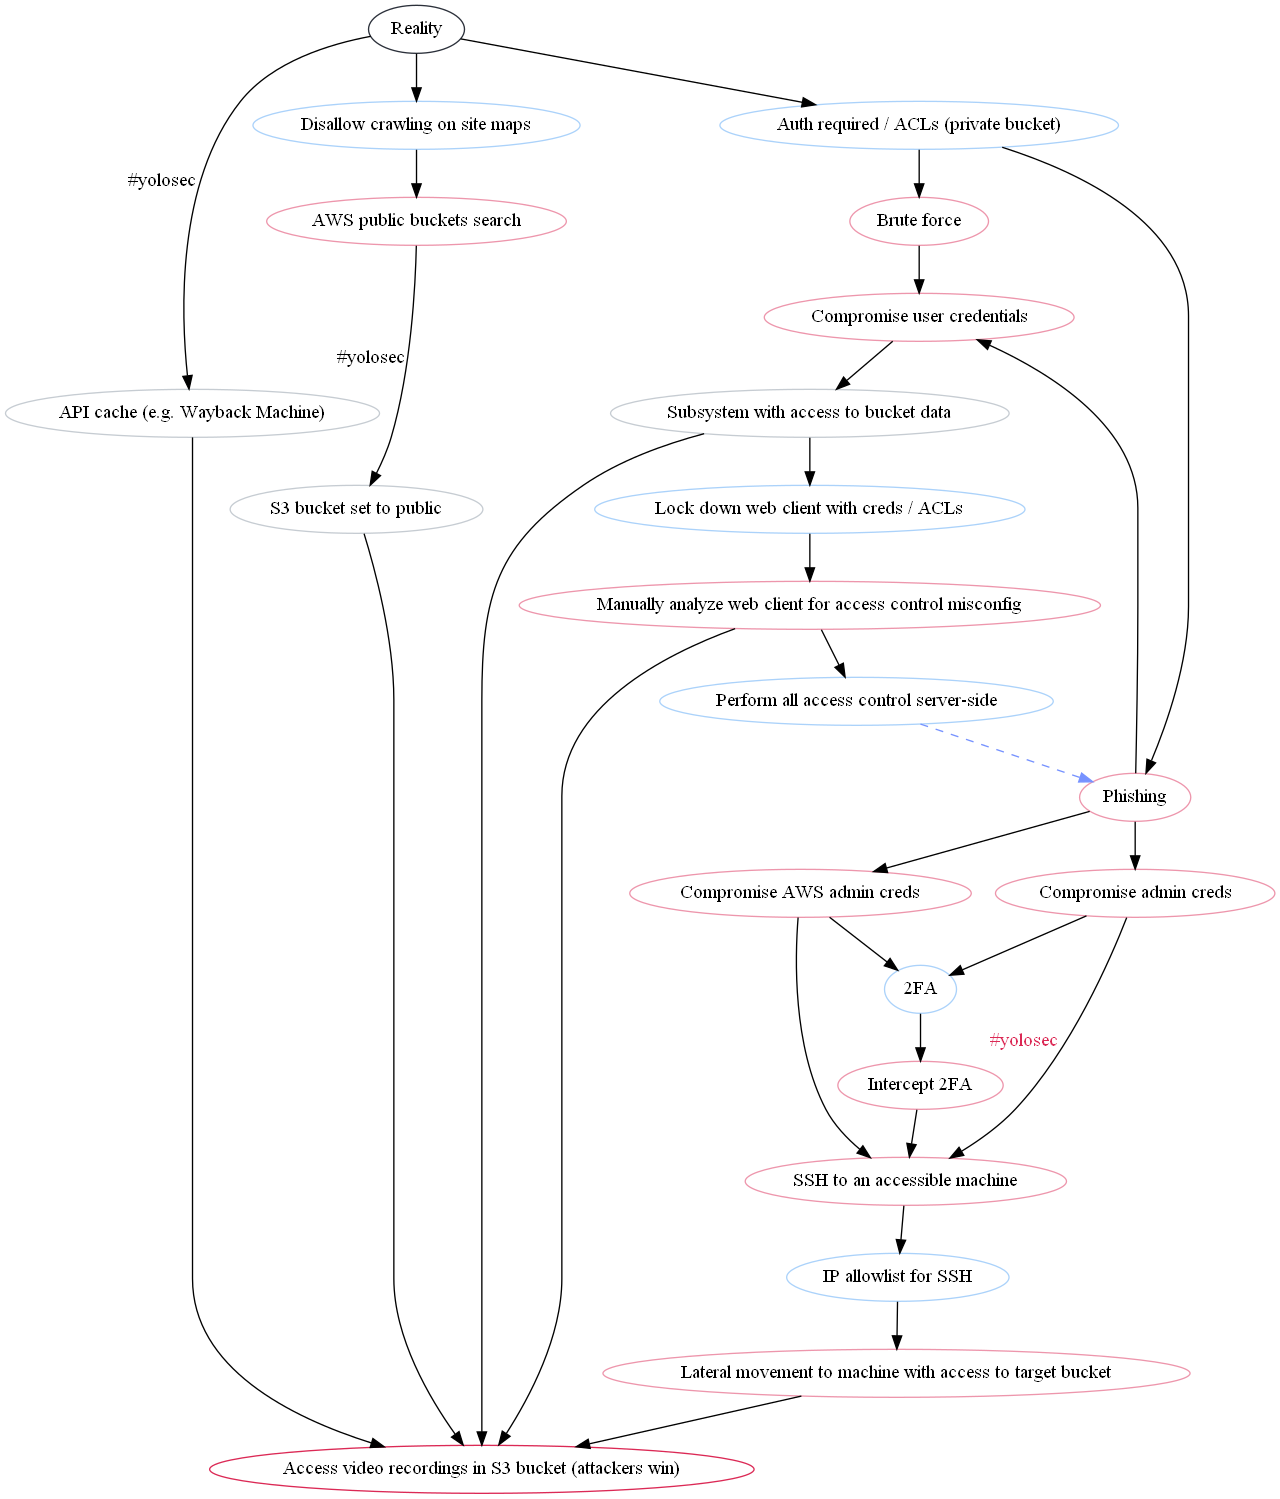 Reality
Disallow crawling on site maps
Auth required / ACLs (private bucket)
#yolosec
AWS public buckets search
Brute force
Compromise user credentials
#yolosec
API cache (e.g. Wayback Machine)
Subsystem with access to bucket data
S3 bucket set to public
Lock down web client with creds / ACLs
Manually analyze web client for access control misconfig
Perform all access control server-side
Phishing
Compromise AWS admin creds
Compromise admin creds
2FA
#yolosec
Intercept 2FA
SSH to an accessible machine
IP allowlist for SSH
Lateral movement to machine with access to target bucket
Access video recordings in S3 bucket (attackers win)